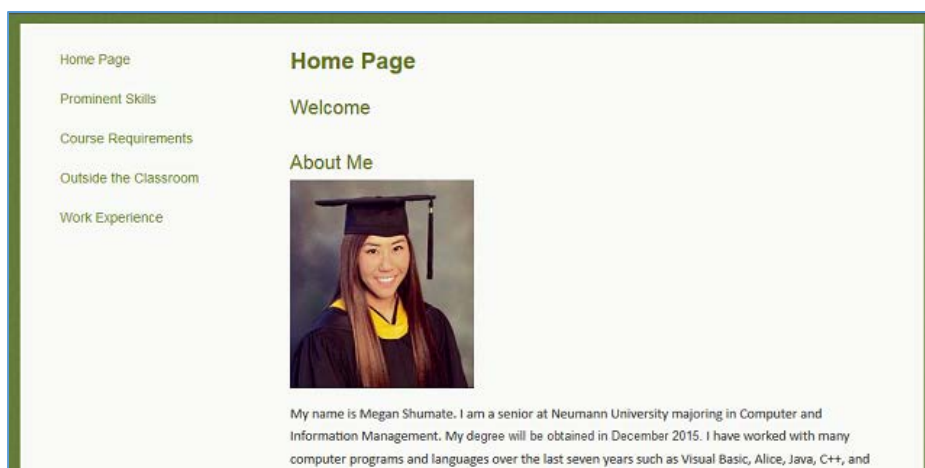 Home Page
Prominent Skills
Course Requirements
Outside the Classroom
Work Experience
Home Page
Welcome
About Me
My name is Megan Shumate. I am a senior at Neumann University majoring in Computer and
Information Management. My degree will be obtained in December 2015. I have worked with many
computer programs and languages over the last seven years such as Visual Basic, Alice, Java, C++, and